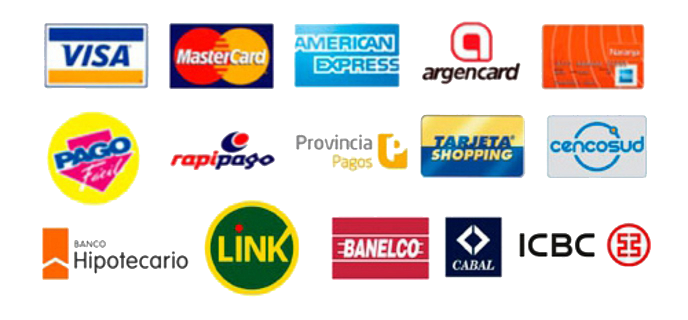 VISA
MasterCard
AMERICAN
EXPRESS
argencard
Naranja
PAGO
Fácil
rapipago
Provincia
Pagos
TARJETA
SHOPPING
cencosud
BANCO
Hipotecario
LINK
BANELCO
CABAL
ICBC